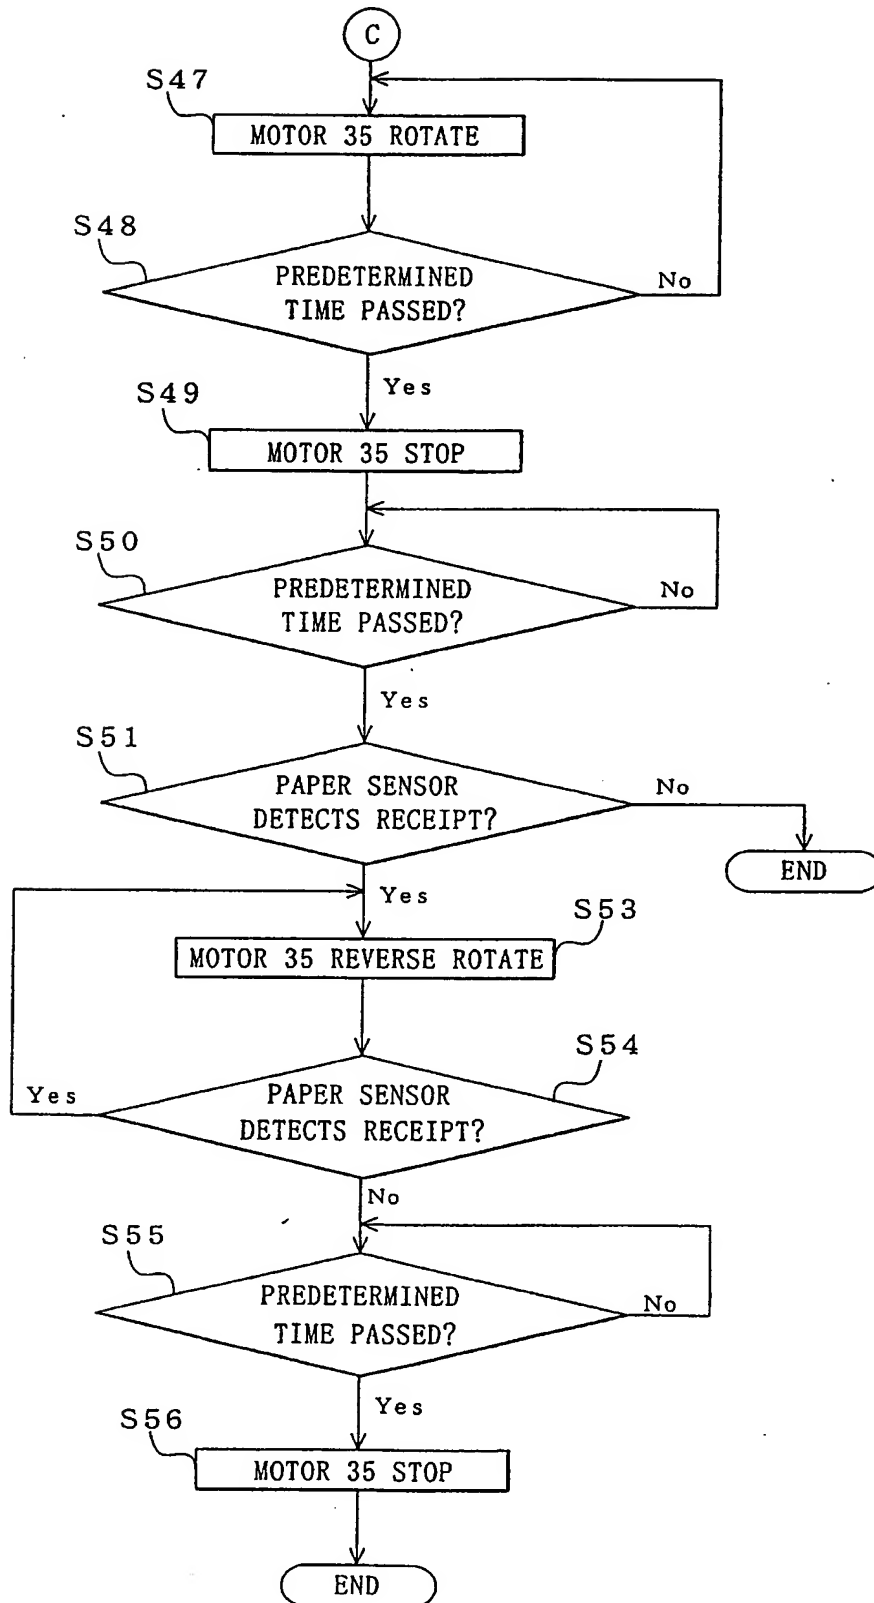 C
S47
MOTOR 35 ROTATE
S48
PREDETERMINED
TIME PASSED?
No
Yes
S49
MOTOR 35 STOP
S50
PREDETERMINED
TIME PASSED?
No
Yes
S51
PAPER SENSOR
DETECTS RECEIPT?
No
END
Yes
S53
MOTOR 35 REVERSE ROTATE
S54
PAPER SENSOR
DETECTS RECEIPT?
Yes
No
S55
PREDETERMINED
TIME PASSED?
No
Yes
S56
MOTOR 35 STOP
END